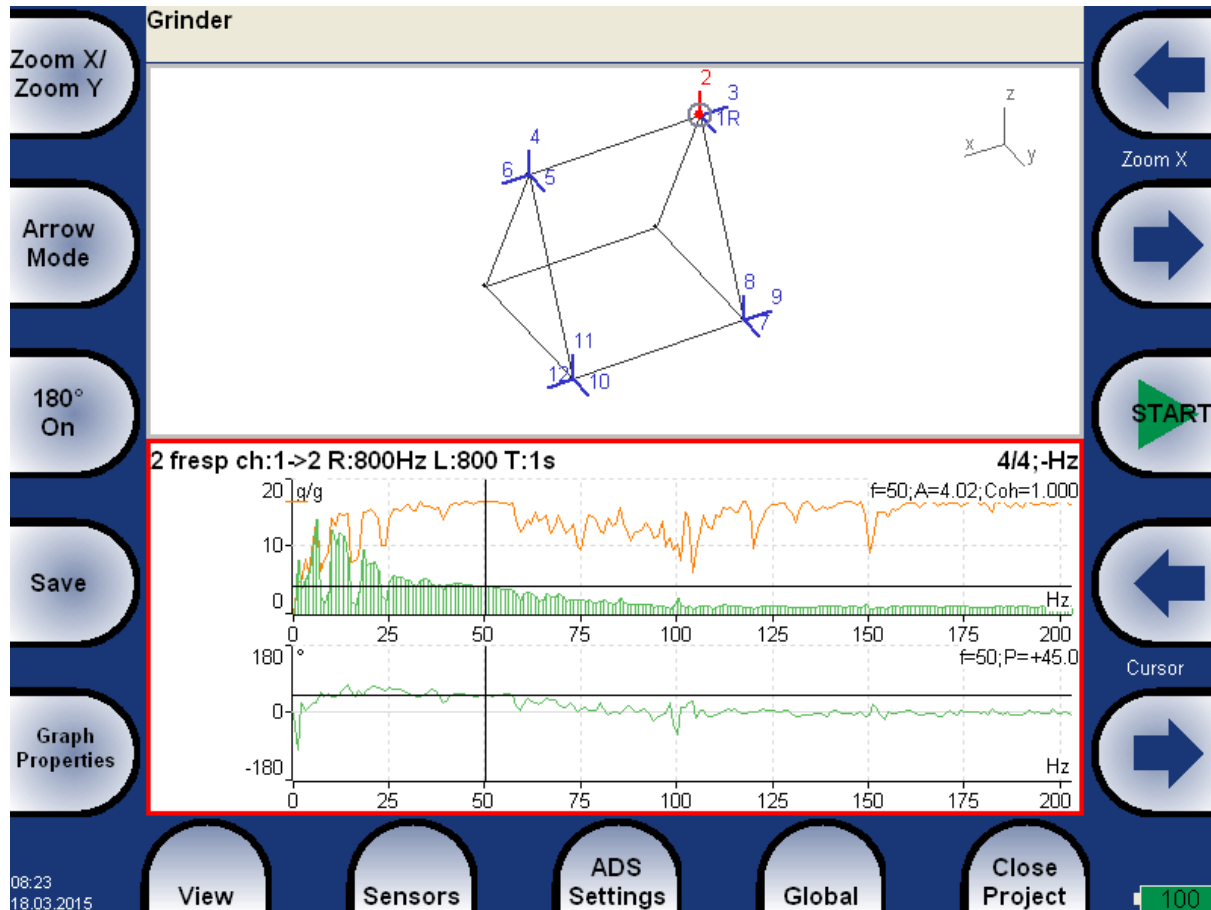 Grinder
Zoom X/
Zoom Y
Arrow
Mode
180°
On
Save
Graph
Properties
2
3
1R
4
6
5
8
9
7
11
12
10
z
x
y
Zoom X
START
Cursor
2 fresp ch:1->2 R:800Hz L:800 T:1s
4/4;-Hz
20 g/g
f=50;A=4.02;Coh=1.000
10
0
Hz
0 25 50 75 100 125 150 175 200
180 °
f=50;P=+45.0
0
-180
Hz
0 25 50 75 100 125 150 175 200
08:23
18.03.2015
View
Sensors
ADS
Settings
Global
Close
Project
100